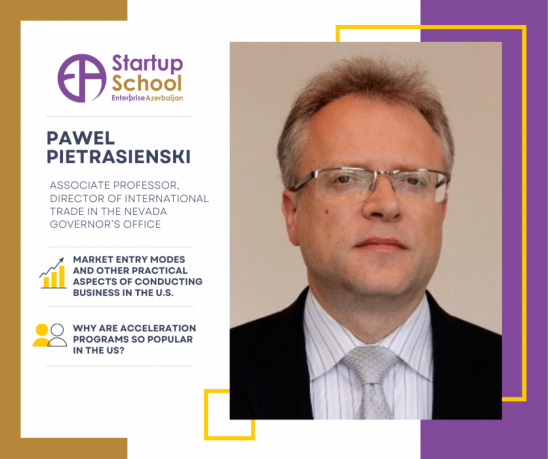 Startup
School
EnterpriseAzerbaijan
PAWEL
PIETRASIENSKI
ASSOCIATE PROFESSOR,
DIRECTOR OF INTERNATIONAL
TRADE IN THE NEVADA
GOVERNOR'S OFFICE
MARKET ENTRY MODES
AND OTHER PRACTICAL
ASPECTS OF CONDUCTING
BUSINESS IN THE U.S.
WHY ARE ACCELERATION
PROGRAMS SO POPULAR
IN THE US?